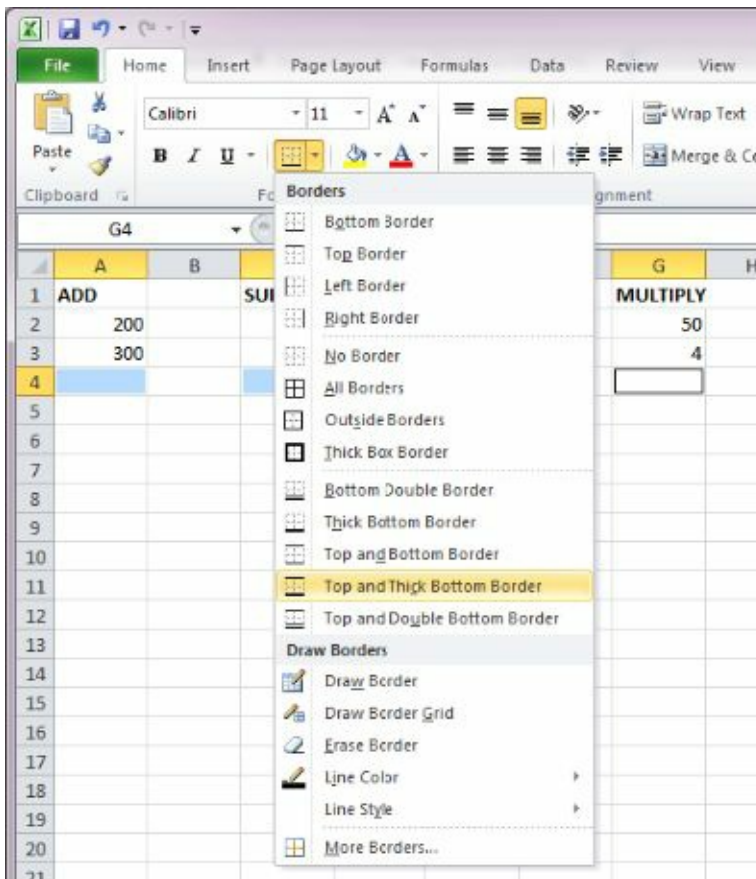 File Home Insert Page Layout Formulas Data Review View
Calibri 11 A A Wrap Text
Paste B I U A Merge & Ce
Clipboard Fo gnment
G4
A B G H
1 ADD SU MULTIPLY
2 200 50
3 300 4
4
5
6
7
8
9
10
11
12
13
14
15
16
17
18
19
20
21
Borders
Bottom Border
Top Border
Left Border
Right Border
No Border
All Borders
Outside Borders
Thick Box Border
Bottom Double Border
Thick Bottom Border
Top and Bottom Border
Top and Thick Bottom Border
Top and Double Bottom Border
Draw Borders
Draw Border
Draw Border Grid
Erase Border
Line Color
Line Style
More Borders...